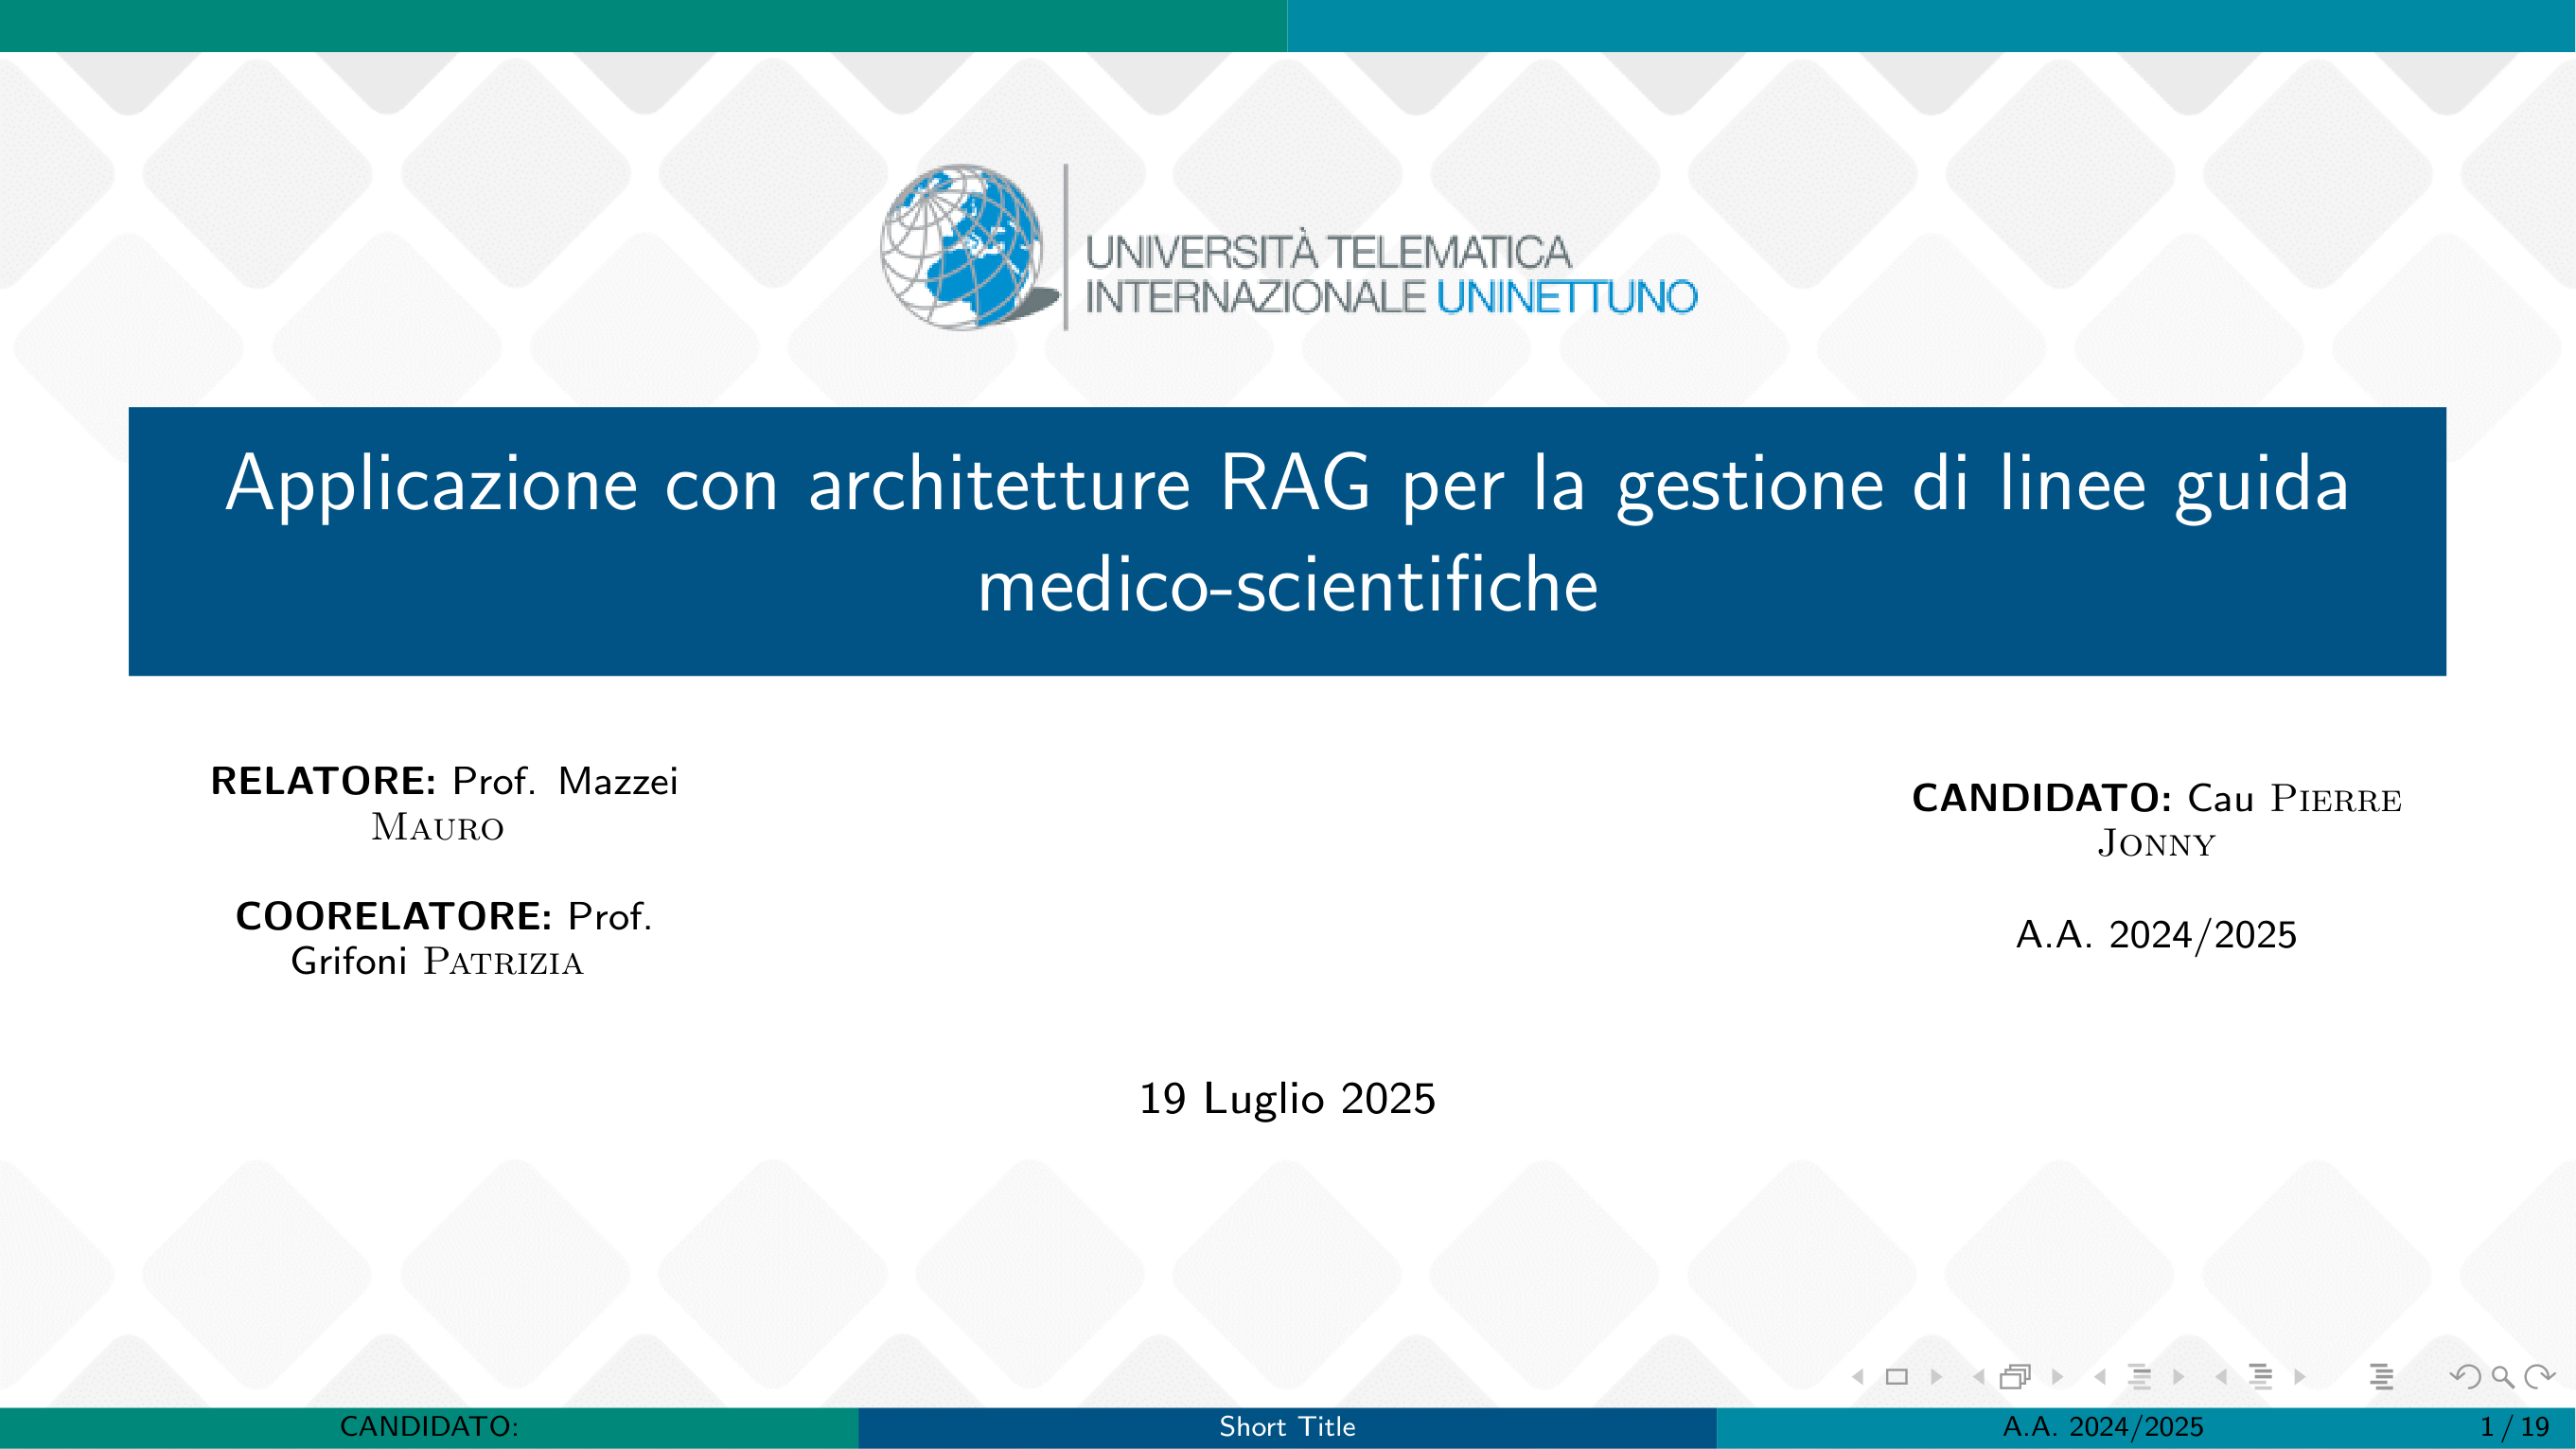 UNIVERSITÀ TELEMATICA
INTERNAZIONALE UNINETTUNO
Applicazione con architetture RAG per la gestione di linee guida
medico-scientifiche
RELATORE: Prof. Mazzei
Mauro
COORELATORE: Prof.
Grifoni Patrizia
CANDIDATO: Cau Pierre
Jonny
A.A. 2024/2025
19 Luglio 2025
CANDIDATO:
Short Title
A.A. 2024/2025
1 / 19